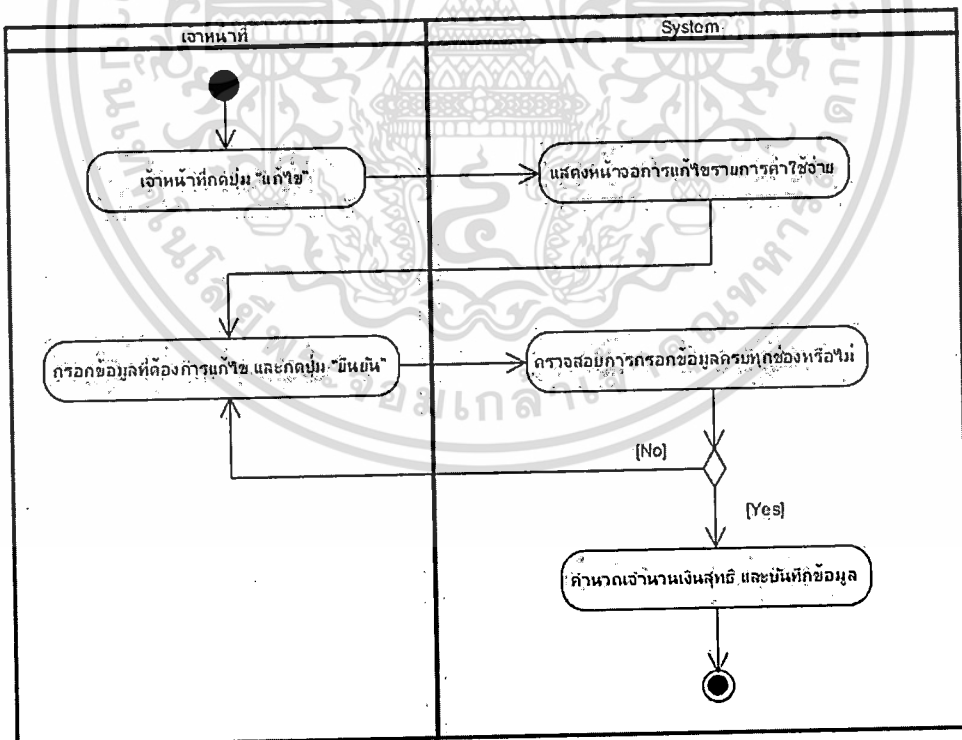 เจ้าหน้าที่
System
เจ้าหน้าที่กดปุ่ม "แก้ไข"
แสดงหน้าจอการแก้ไขรายการค่าใช้จ่าย
กรอกข้อมูลที่ต้องการแก้ไข และกดปุ่ม "ยืนยัน"
ตรวจสอบการกรอกข้อมูลครบทุกช่องหรือไม่
[No]
[Yes]
คำนวณจำนวนเงินสุทธิ และบันทึกข้อมูล